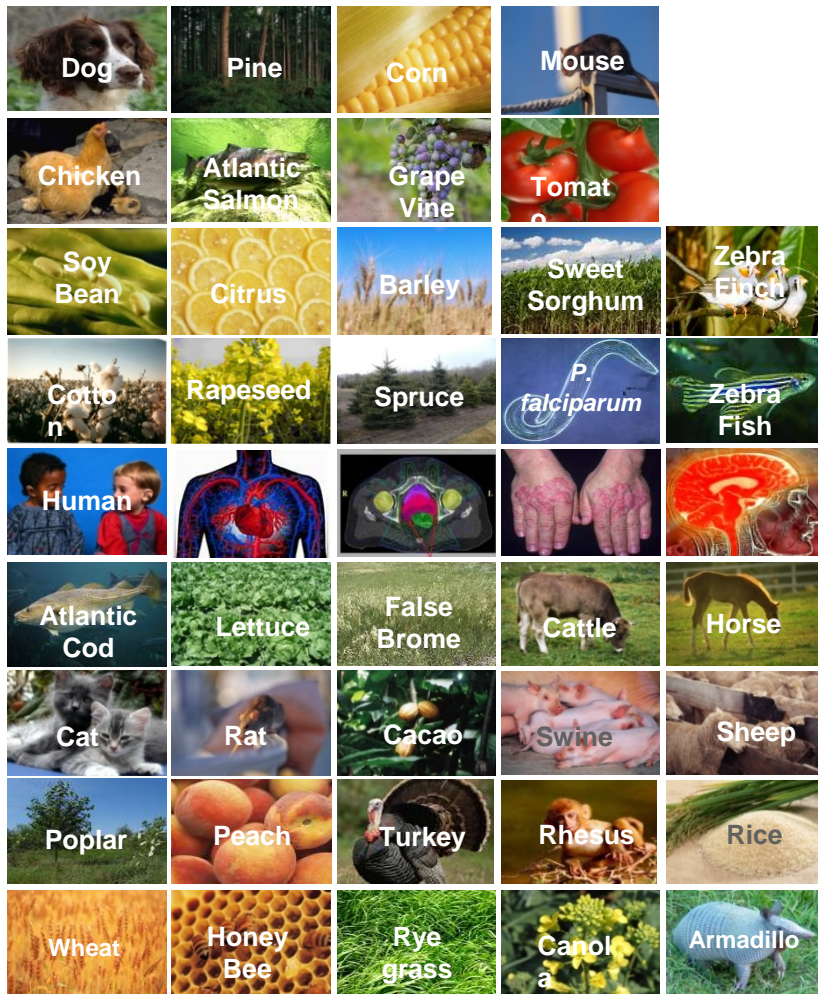 Dog
Pine
Corn
Mouse
Chicken
Atlantic
Salmon
Grape
Vine
Tomat
o
Soy
Bean
Citrus
Barley
Sweet
Sorghum
Zebra
Finch
Cotto
n
Rapeseed
Spruce
P.
falciparum
Zebra
Fish
Human
R
L
Atlantic
Cod
Lettuce
False
Brome
Cattle
Horse
Cat
Rat
Cacao
Swine
Sheep
Poplar
Peach
Turkey
Rhesus
Rice
Wheat
Honey
Bee
Rye
grass
Canol
a
Armadillo